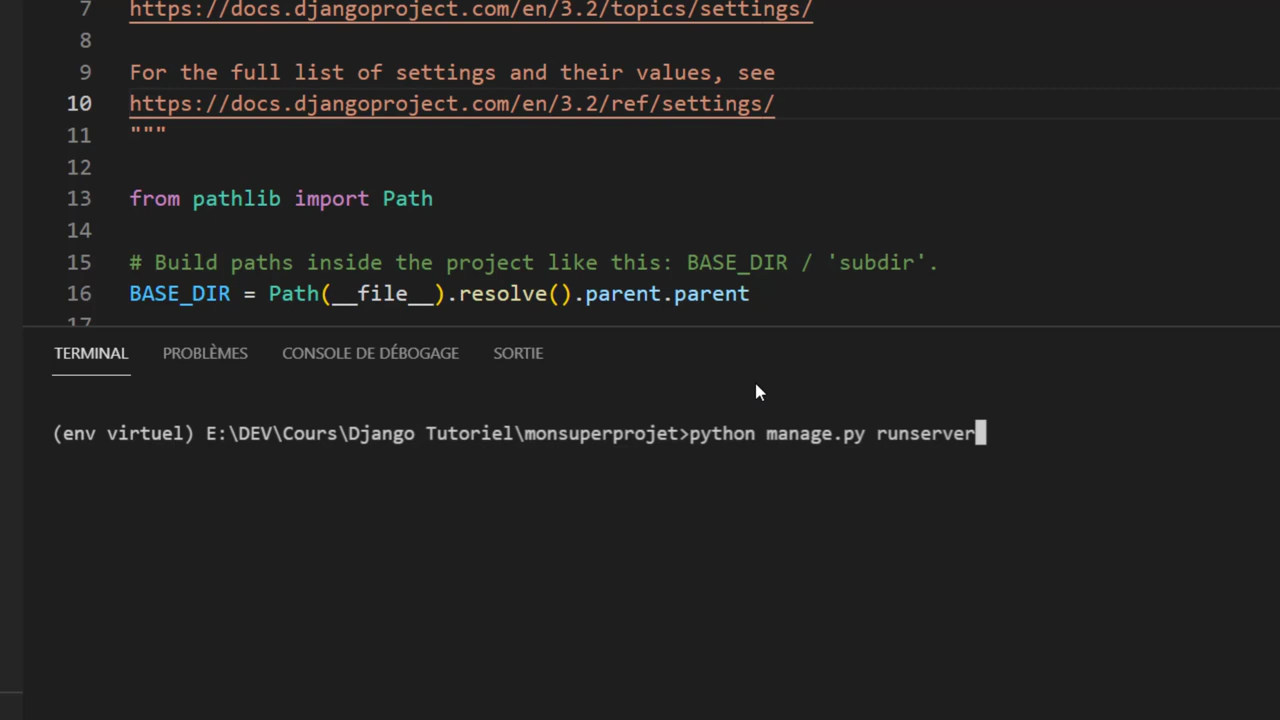 7 https://docs.djangoproject.com/en/3.2/topics/settings/
8
9 For the full list of settings and their values, see
10 https://docs.djangoproject.com/en/3.2/ref/settings/
11 """
12
13 from pathlib import Path
14
15 # Build paths inside the project like this: BASE_DIR / 'subdir'.
16 BASE_DIR = Path(__file__).resolve().parent.parent
17
TERMINAL PROBLÈMES CONSOLE DE DÉBOGAGE SORTIE
(env virtuel) E:\DEV\Cours\Django Tutoriel\monsuperprojet>python manage.py runserver